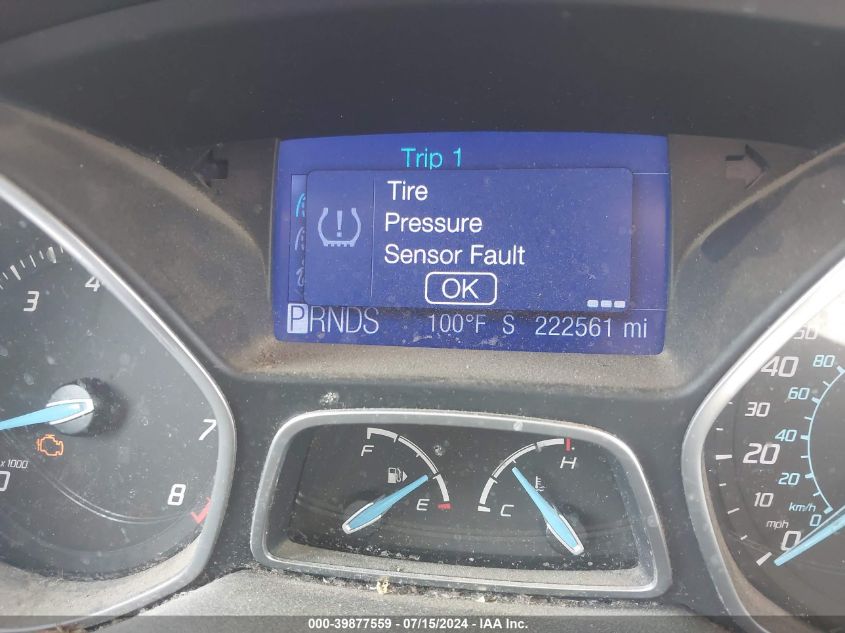 Trip 1
Tire
Pressure
Sensor Fault
OK
PRNDS 100°F S 222561 mi
3 4 7 8
x1000
0
F E
C H
40 30 20 10 0
mph
80 60 40 20 0
km/h
000-39877559 - 07/15/2024 - IAA Inc.